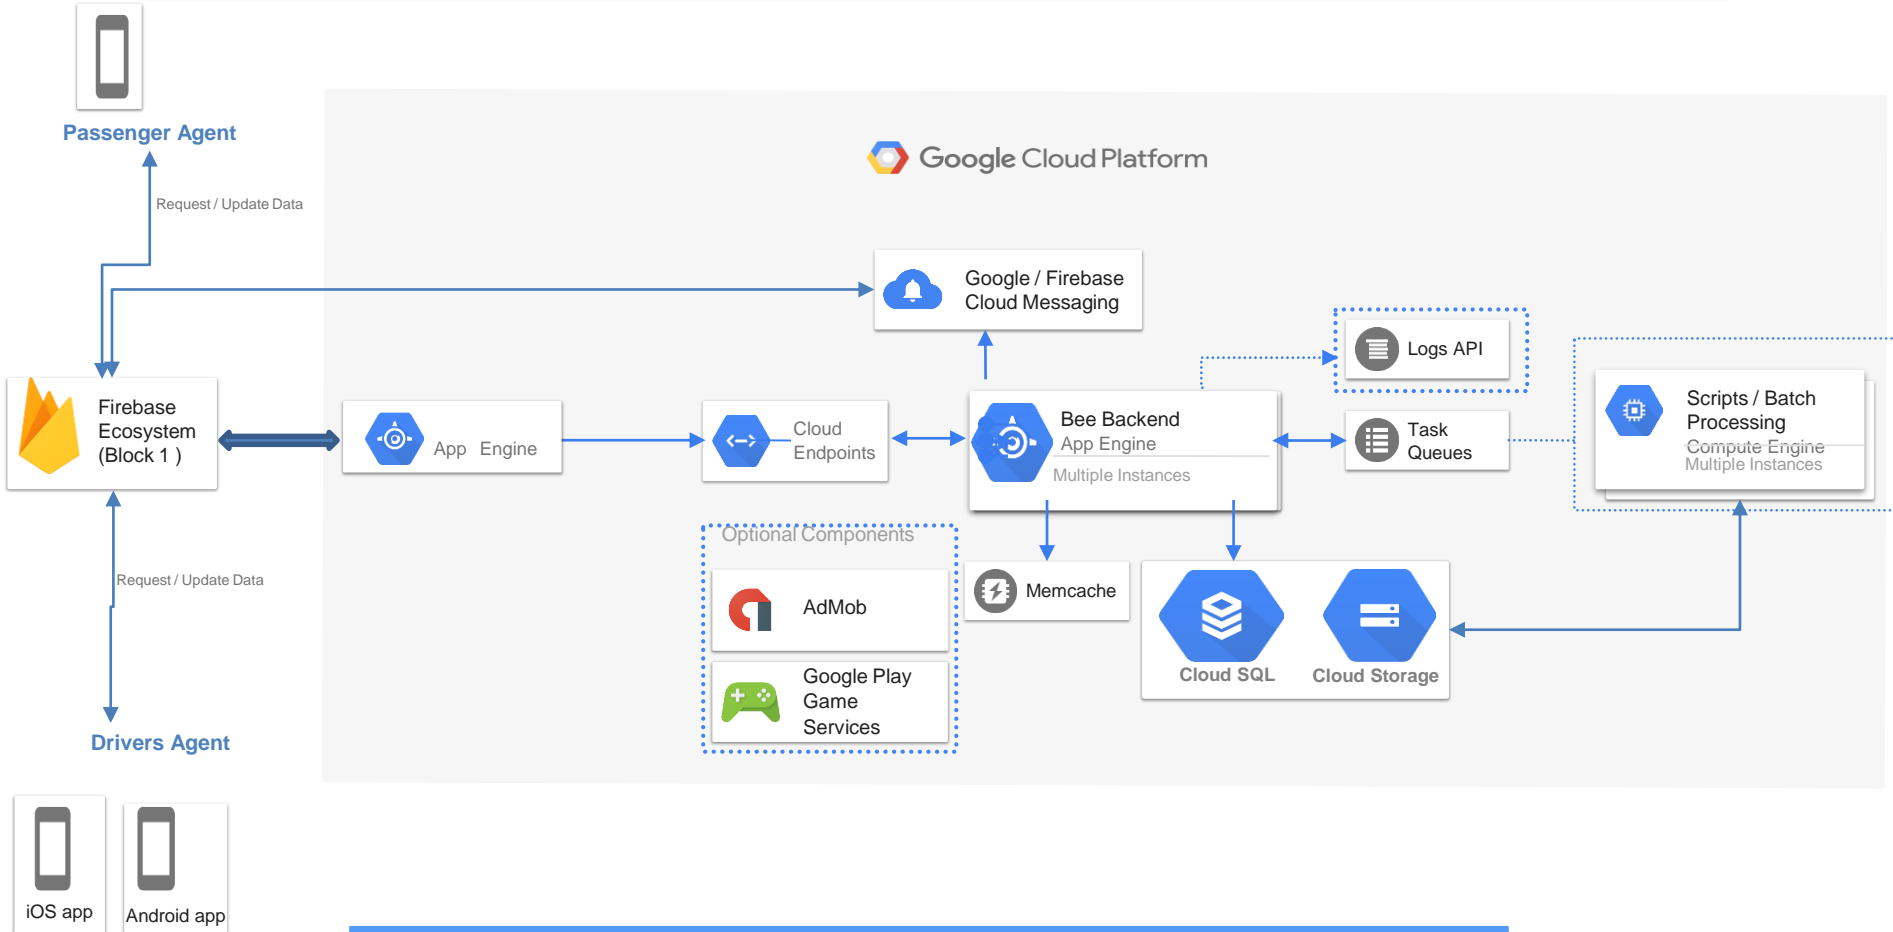 Passenger Agent
Request / Update Data
Google Cloud Platform
Google / Firebase
Cloud Messaging
Logs API
Firebase
Ecosystem
(Block 1 )
App Engine
Cloud
Endpoints
Bee Backend
App Engine
Multiple Instances
Task
Queues
Scripts / Batch
Processing
Compute Engine
Multiple Instances
Optional Components
AdMob
Google Play
Game
Services
Memcache
Cloud SQL
Cloud Storage
Request / Update Data
Drivers Agent
iOS app
Android app